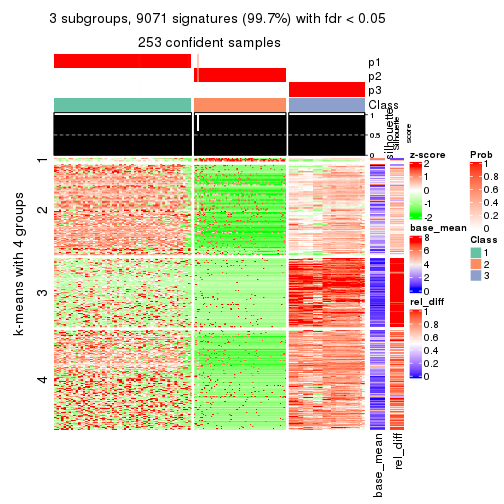 3 subgroups, 9071 signatures (99.7%) with fdr < 0.05
253 confident samples
p1
p2
p3
Class
silhouette
Silhouette
score
1
0.5
0
k-means with 4 groups
1
2
3
4
base_mean
rel_diff
z-score
2
1
0
-1
-2
base_mean
8
6
4
2
0
rel_diff
1
0.8
0.6
0.4
0.2
0
Prob
1
0.8
0.6
0.4
0.2
0
Class
1
2
3